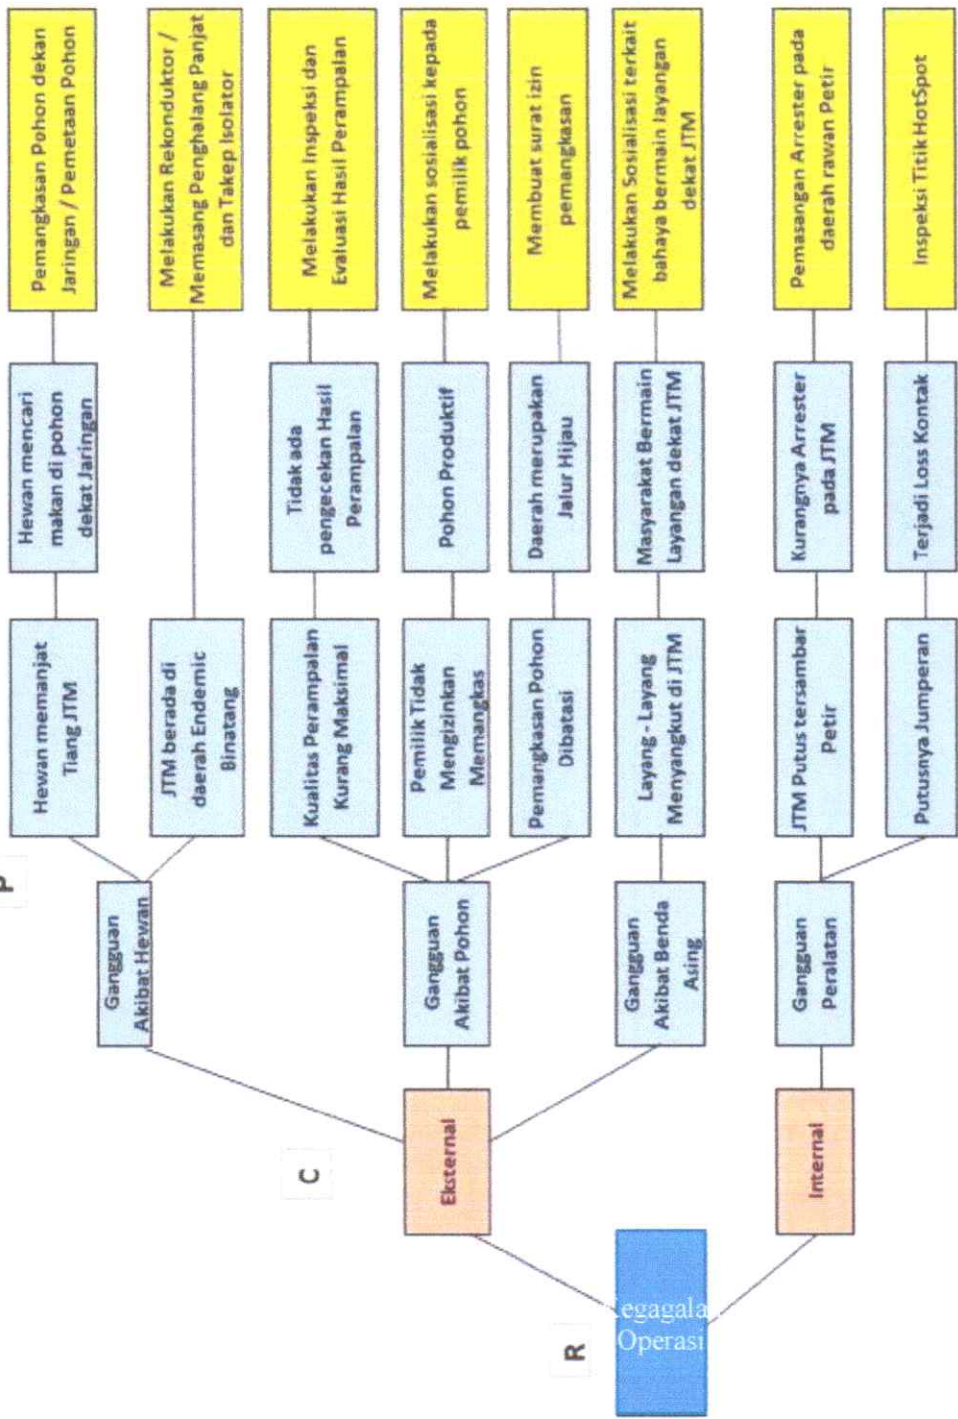 P
C
R
Kegagala
Operasi
Eksternal
Internal
Gangguan
Akibat Hewan
Gangguan
Akibat Pohon
Gangguan
Akibat Benda
Asing
Gangguan
Peralatan
Hewan memanjat
Tiang JTM
JTM berada di
daerah Endemic
Binatang
Kualitas Perampalan
Kurang Maksimal
Pemilik Tidak
Mengizinkan
Memangkas
Pemangkasan Pohon
Dibatasi
Layang - Layang
Menyangkut di JTM
JTM Putus tersambar
Petir
Putusnya Jumperan
Hewan mencari
makan di pohon
dekat Jaringan
Tidak ada
pengecekan Hasil
Perampalan
Pohon Produktif
Daerah merupakan
Jalur Hijau
Masyarakat Bermain
Layangan dekat JTM
Kurangnya Arrester
pada JTM
Terjadi Loss Kontak
Pemangkasan Pohon dekan
Jaringan / Pemetaan Pohon
Melakukan Rekonduktor /
Memasang Penghalang Panjat
dan Takep Isolator
Melakukan Inspeksi dan
Evaluasi Hasil Perampalan
Melakukan sosialisasi kepada
pemilik pohon
Membuat surat izin
pemangkasan
Melakukan Sosialisasi terkait
bahaya bermain layangan
dekat JTM
Pemasangan Arrester pada
daerah rawan Petir
Inspeksi Titik HotSpot